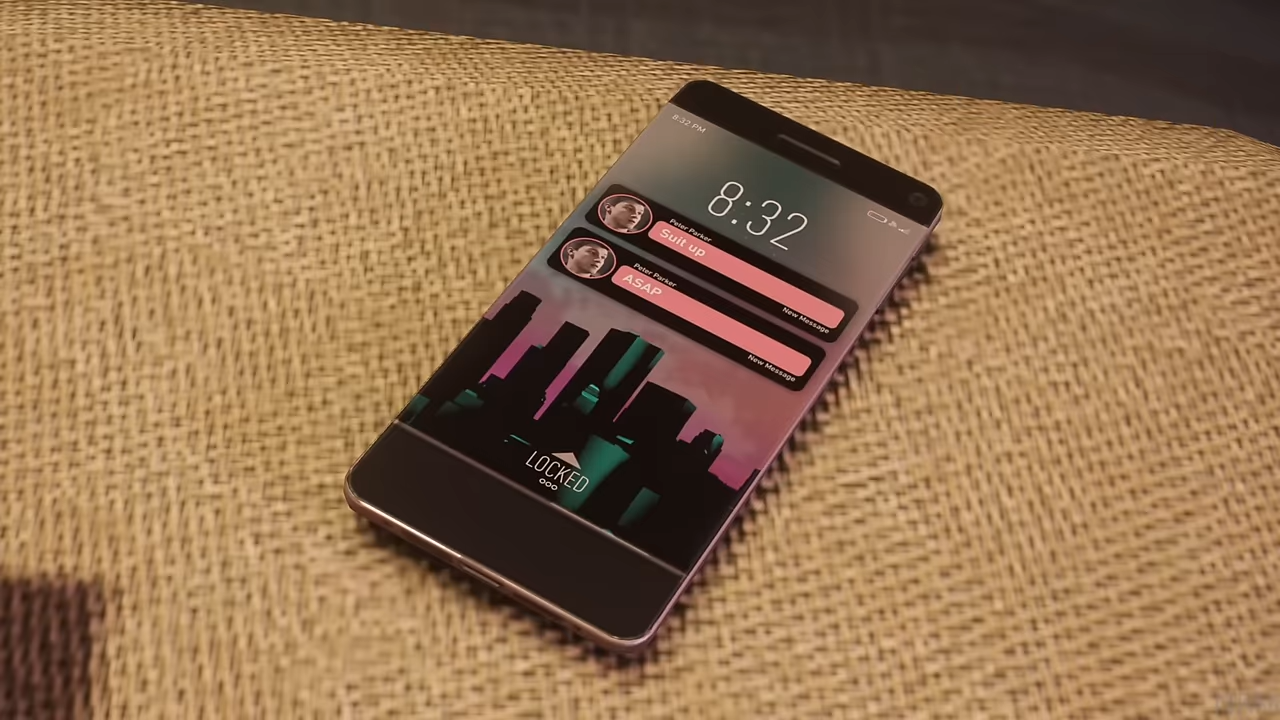 8:32 PM
8:32
Peter Parker
Suit up
New Message
Peter Parker
ASAP
New Message
LOCKED